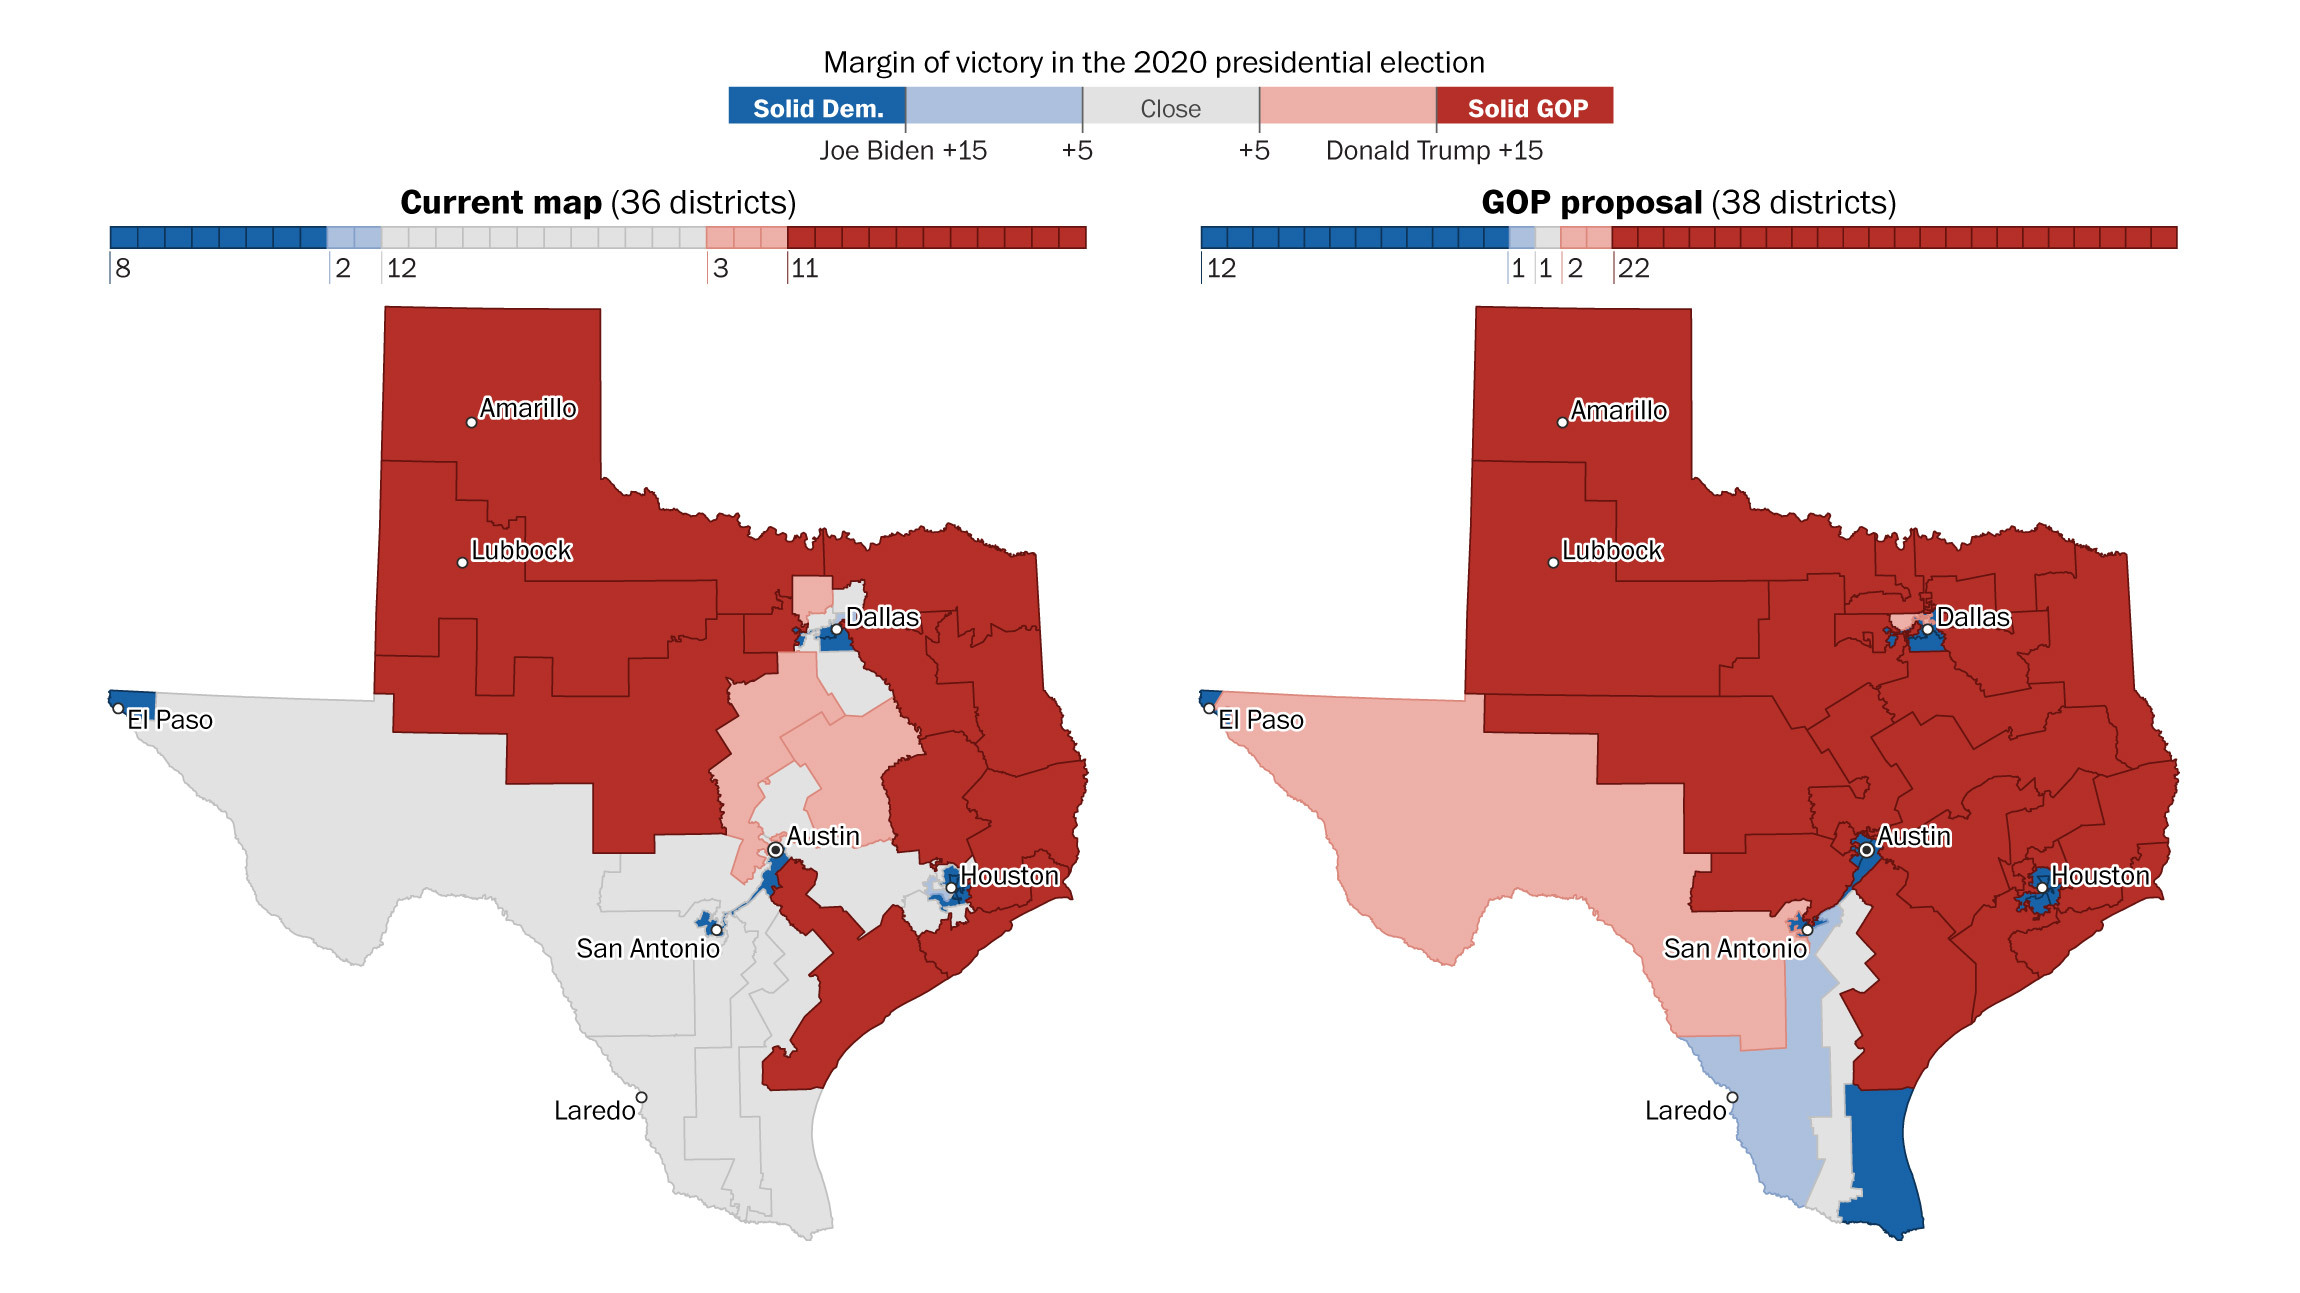 Margin of victory in the 2020 presidential election
Solid Dem. Close Solid GOP
Joe Biden +15 +5 +5 Donald Trump +15
Current map (36 districts)
8 2 12 3 11
Amarillo
Lubbock
Dallas
El Paso
Austin
Houston
San Antonio
Laredo
GOP proposal (38 districts)
12 1 1 2 22
Amarillo
Lubbock
Dallas
El Paso
Austin
Houston
San Antonio
Laredo